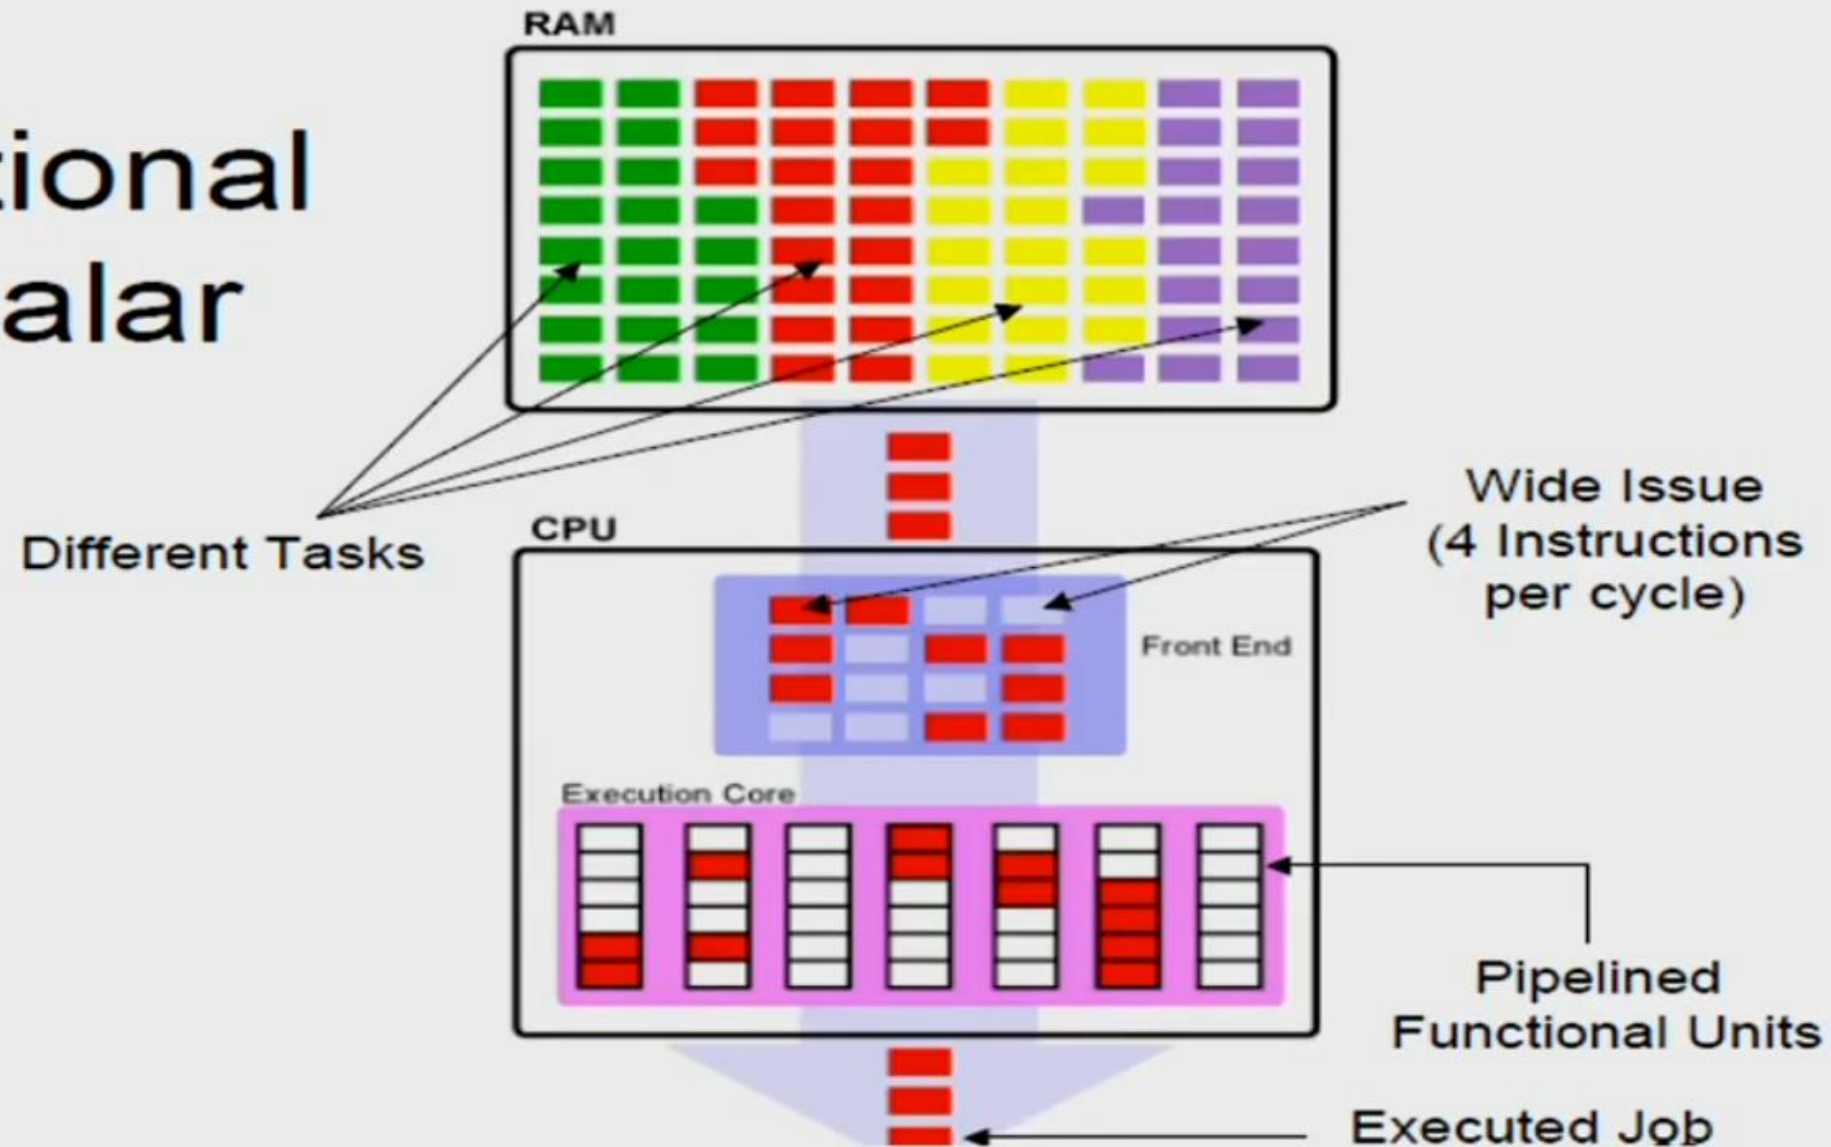 RAM
tional
alar
Different Tasks
CPU
Wide Issue
(4 Instructions
per cycle)
Front End
Execution Core
Pipelined
Functional Units
Executed Job